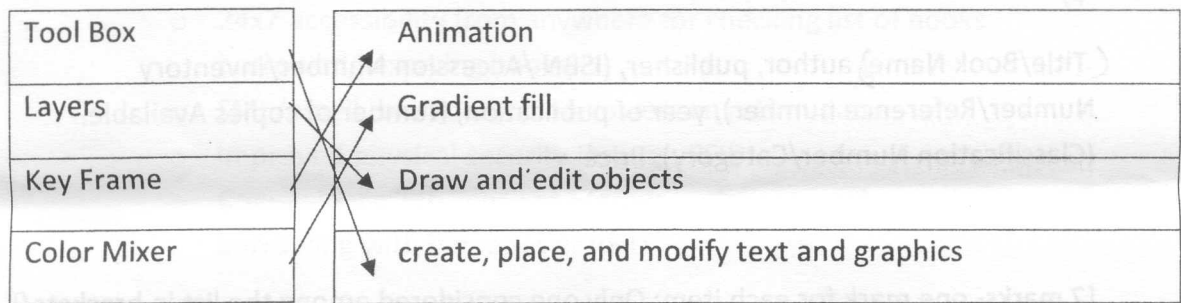 Tool Box Animation
Layers Gradient fill
Key Frame Draw and edit objects
Color Mixer create, place, and modify text and graphics